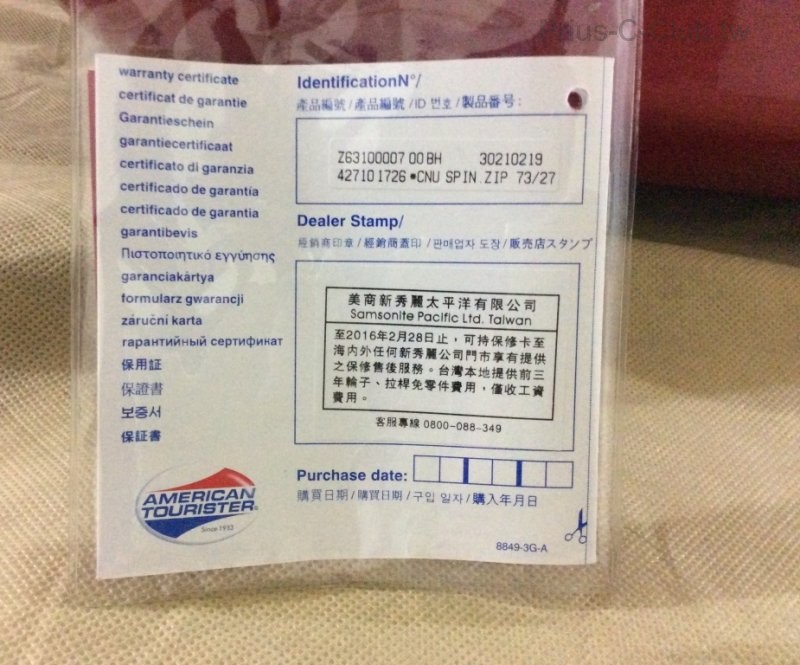 warranty certificate
certificat de garantie
Garantieschein
garantiecertificaat
certificato di garanzia
certificado de garantía
certificado de garantia
garantibevis
Πιστοποιητικό εγγύησης
garanciakártya
formularz gwarancji
záruční karta
гарантийный сертификат
保用証
保證書
보증서
保証書
AMERICAN
TOURISTER
Since 1933
IdentificationN°/
產品編號/產品編號/ID 번호/製品番号:
Z63100007 00 BH 30210219
427101726 •CNU SPIN.ZIP 73/27
Dealer Stamp/
經銷商印章/經銷商蓋印/판매업자 도장/販売店スタンプ
美商新秀麗太平洋有限公司
Samsonite Pacific Ltd. Taiwan
至2016年2月28日止，可持保修卡至
海內外任何新秀麗公司門市享有提供
之保修售後服務。台灣本地提供前三
年輪子、拉桿免零件費用，僅收工資
費用。
客服專線 0800-088-349
Purchase date:
購買日期/購買日期/구입 일자/購入年月日
8849-3G-A